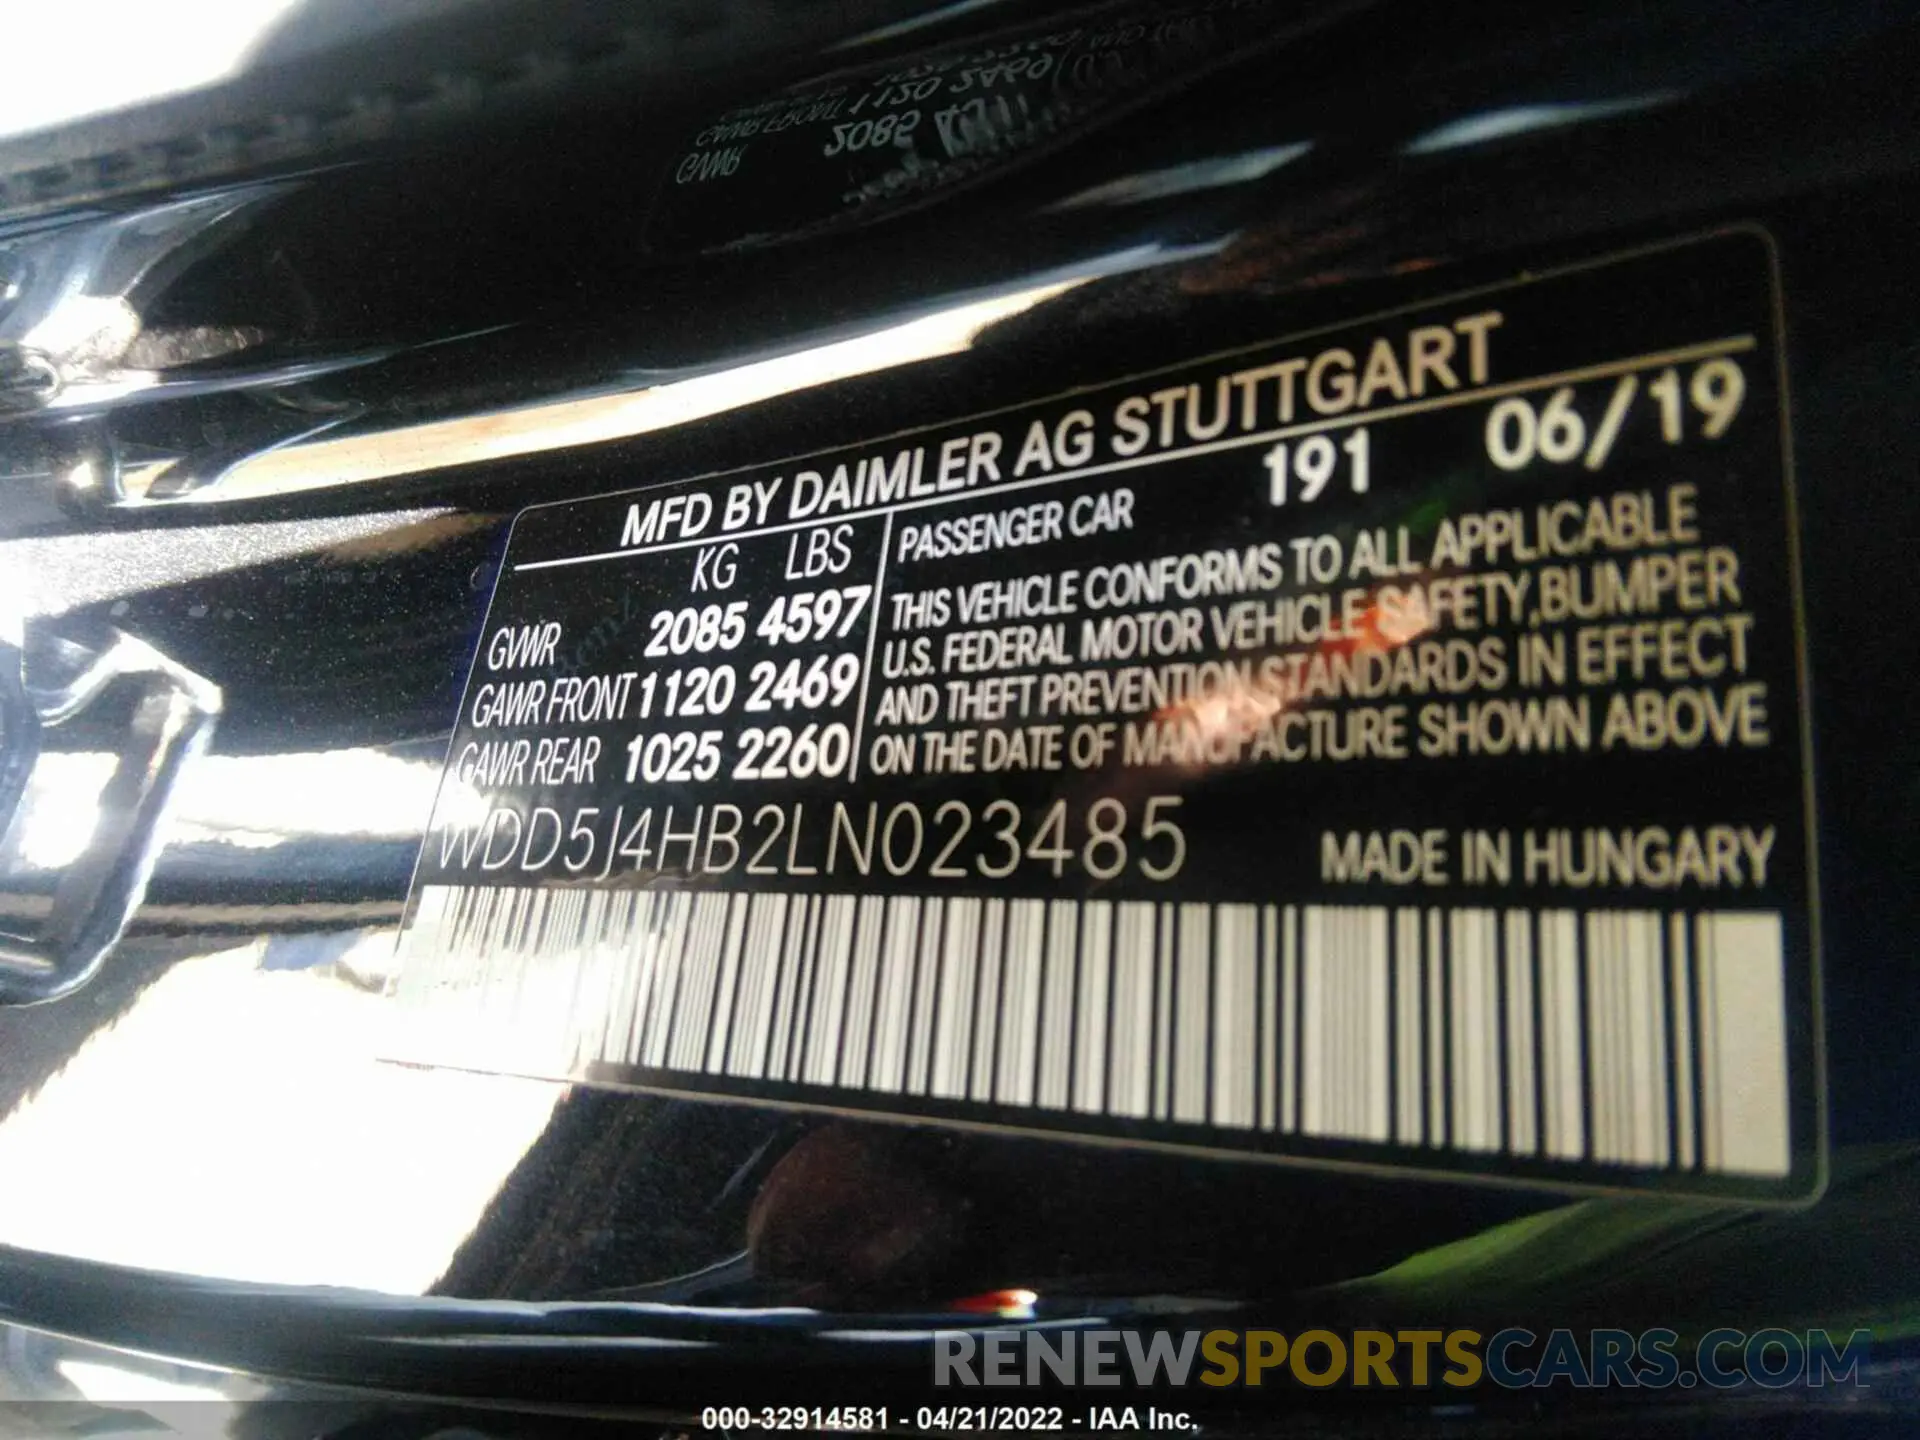 MFD BY DAIMLER AG STUTTGART
KG LBS
GVWR 2085 4597
GAWR FRONT 1120 2469
GAWR REAR 1025 2260
PASSENGER CAR 191 06/19
THIS VEHICLE CONFORMS TO ALL APPLICABLE
U.S. FEDERAL MOTOR VEHICLE SAFETY, BUMPER
AND THEFT PREVENTION STANDARDS IN EFFECT
ON THE DATE OF MANUFACTURE SHOWN ABOVE
WDD5J4HB2LN023485 MADE IN HUNGARY
RENEWSPORTSCARS.COM
000-32914581 - 04/21/2022 - IAA Inc.